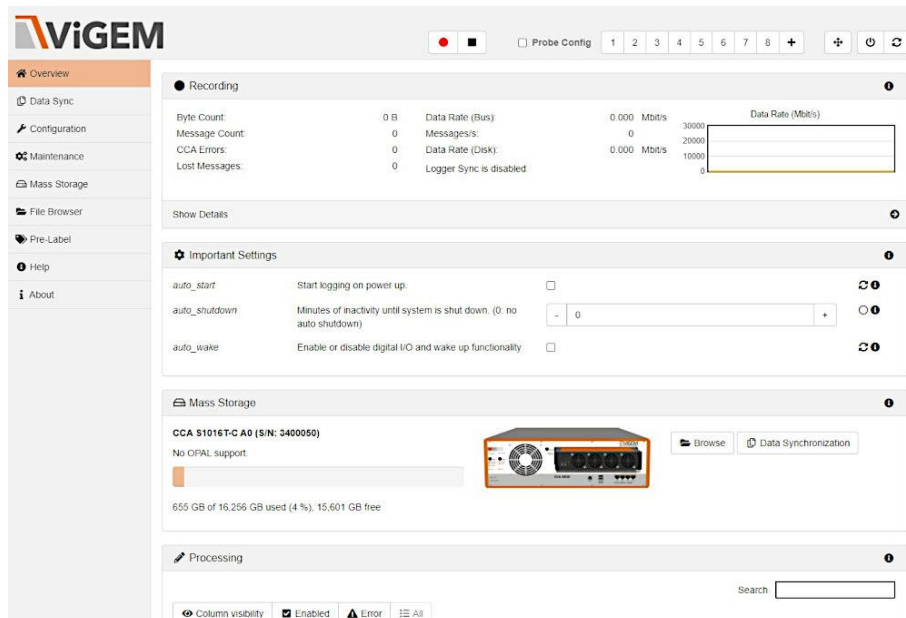 ViGEM
Probe Config 1 2 3 4 5 6 7 8
Overview
Data Sync
Configuration
Maintenance
Mass Storage
File Browser
Pre-Label
Help
About
Recording
Byte Count: 0 B Data Rate (Bus): 0.000 Mbit/s
Message Count: 0 Messages/s: 0
CCA Errors: 0 Data Rate (Disk): 0.000 Mbit/s
Lost Messages: 0 Logger Sync is disabled
Data Rate (Mbit/s)
30000
20000
10000
0
Show Details
Important Settings
auto_start Start logging on power up.
auto_shutdown Minutes of inactivity until system is shut down. (0: no
auto shutdown) - 0 +
auto_wake Enable or disable digital I/O and wake up functionality
Mass Storage
CCA S1016T-C A0 (S/N: 3400050)
No OPAL support.
Browse Data Synchronization
655 GB of 16,256 GB used (4 %), 15,601 GB free
Processing
Search
Column visibility Enabled Error All